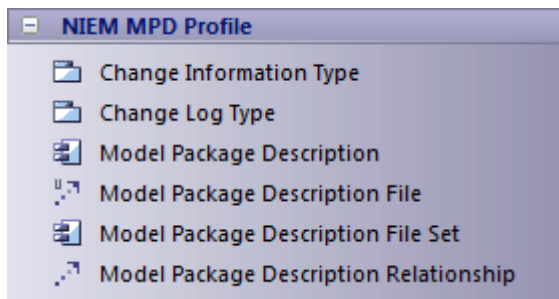 NIEM MPD Profile
Change Information Type
Change Log Type
Model Package Description
Model Package Description File
Model Package Description File Set
Model Package Description Relationship